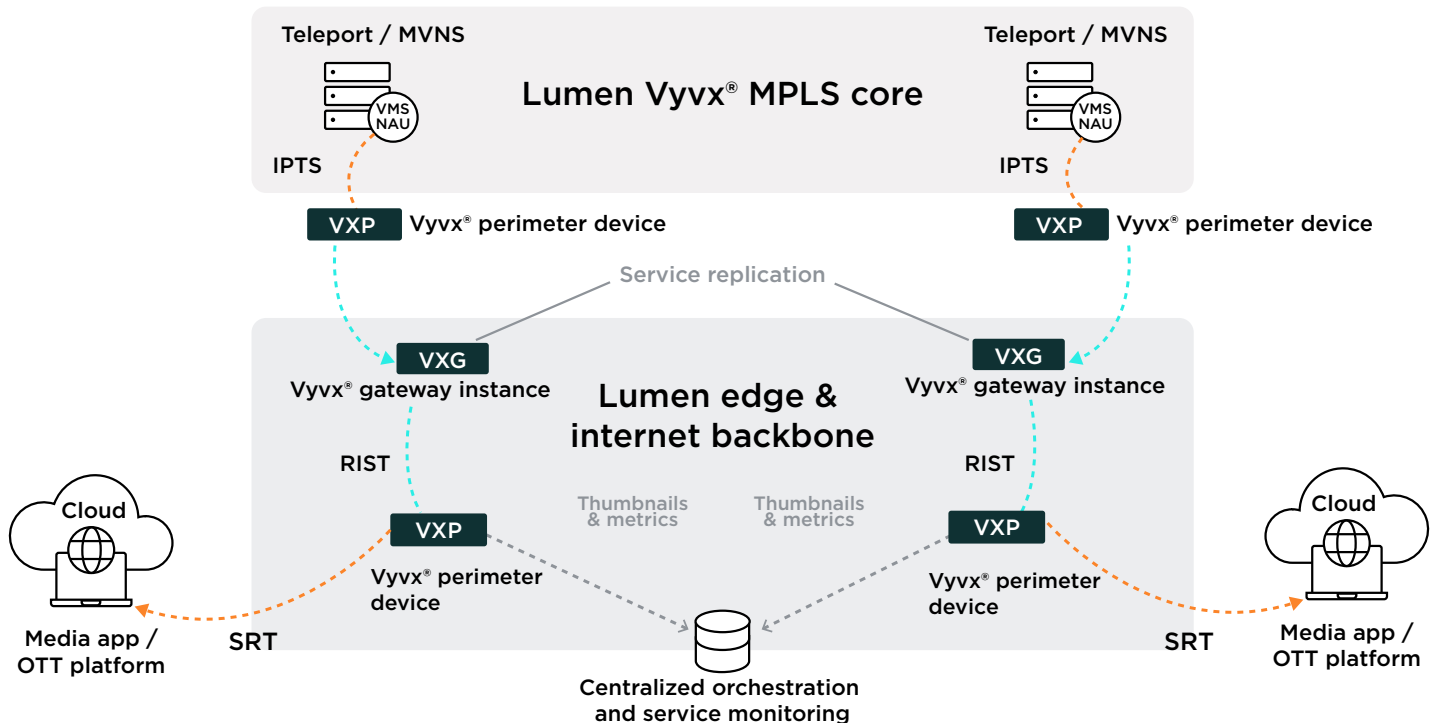 Teleport / MVNS
Teleport / MVNS
Lumen Vyvx® MPLS core
VMS
NAU
VMS
NAU
IPTS
IPTS
VXP
Vyvx® perimeter device
VXP
Vyvx® perimeter device
Service replication
VXG
Vyvx® gateway instance
VXG
Vyvx® gateway instance
Lumen edge &
internet backbone
RIST
RIST
Thumbnails
& metrics
Thumbnails
& metrics
Cloud
Cloud
VXP
Vyvx® perimeter
device
VXP
Vyvx® perimeter
device
SRT
SRT
Media app /
OTT platform
Media app /
OTT platform
Centralized orchestration
and service monitoring